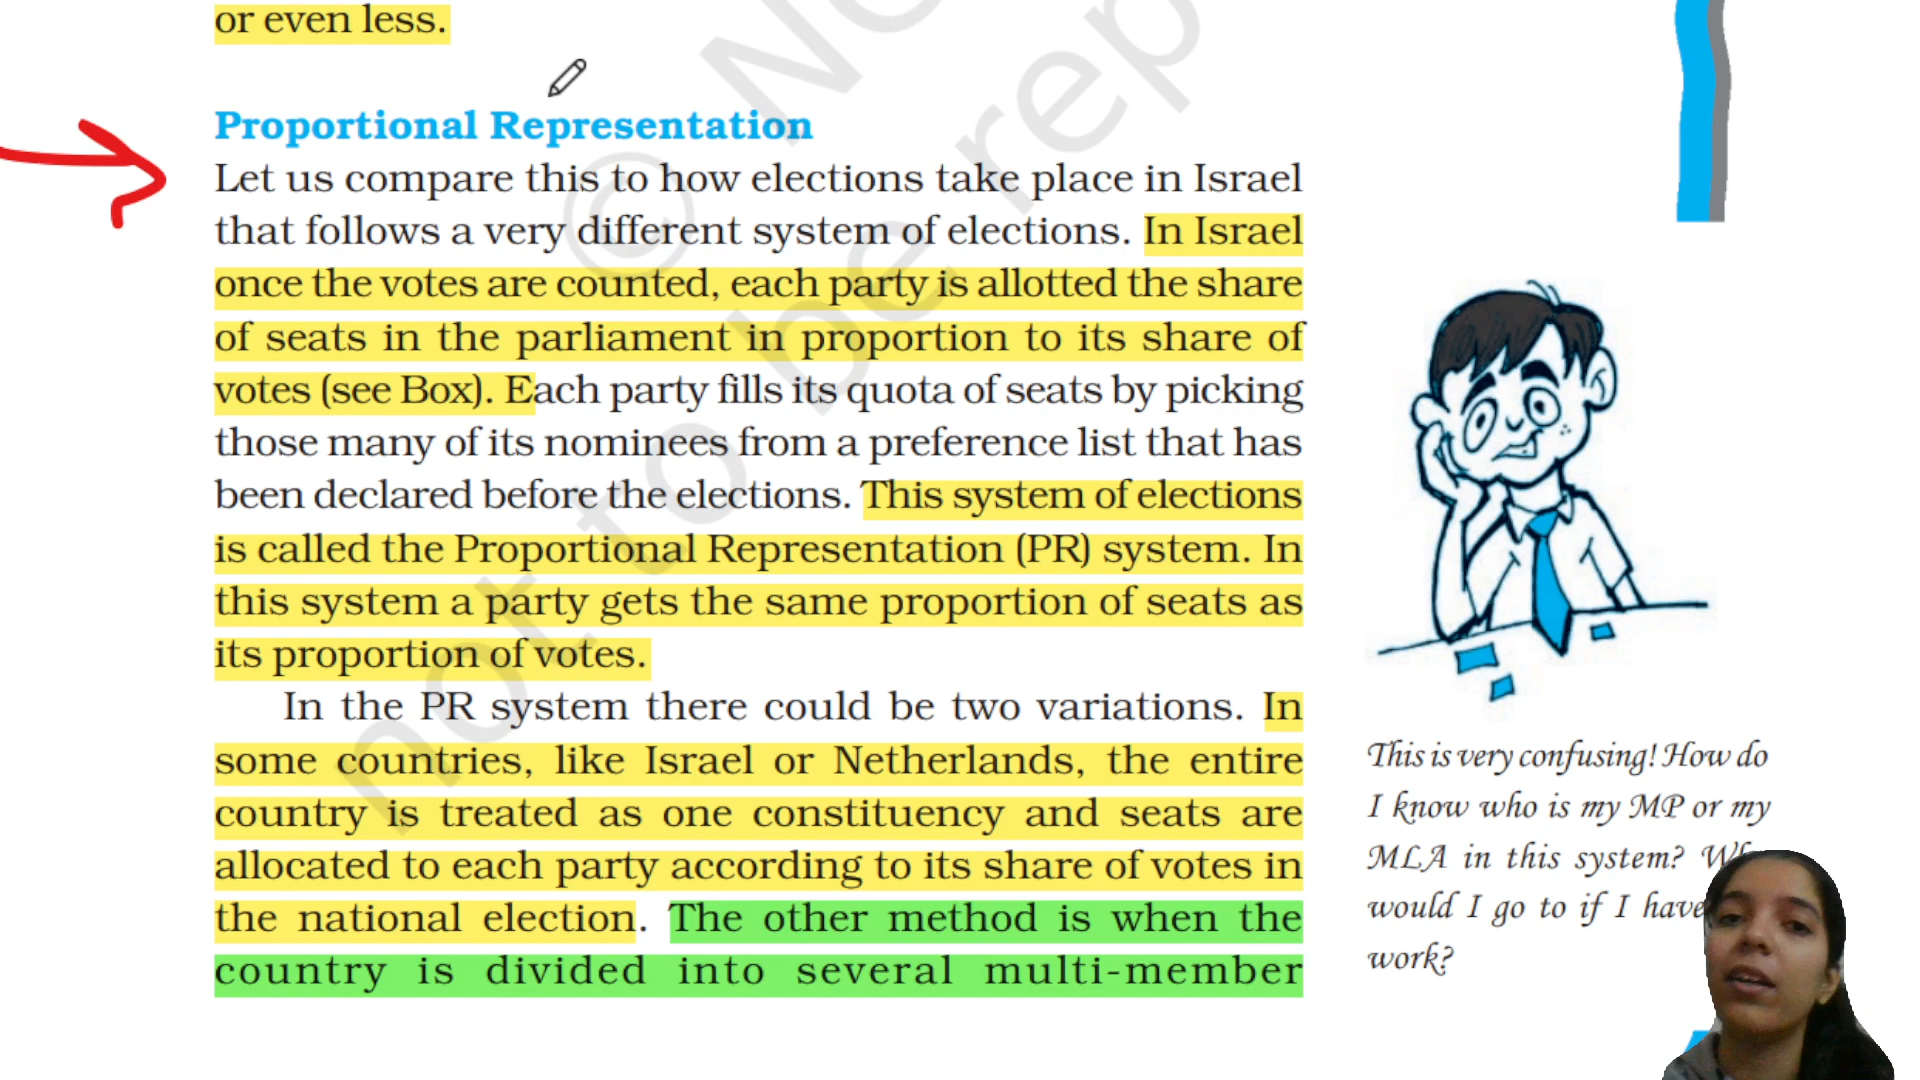 or even less.
Proportional Representation
Let us compare this to how elections take place in Israel
that follows a very different system of elections. In Israel
once the votes are counted, each party is allotted the share
of seats in the parliament in proportion to its share of
votes (see Box). Each party fills its quota of seats by picking
those many of its nominees from a preference list that has
been declared before the elections. This system of elections
is called the Proportional Representation (PR) system. In
this system a party gets the same proportion of seats as
its proportion of votes.
In the PR system there could be two variations. In
some countries, like Israel or Netherlands, the entire
country is treated as one constituency and seats are
allocated to each party according to its share of votes in
the national election. The other method is when the
country is divided into several multi-member
This is very confusing! How do
I know who is my MP or my
MLA in this system?
would I go to if I have
work?
© No
not to be rep